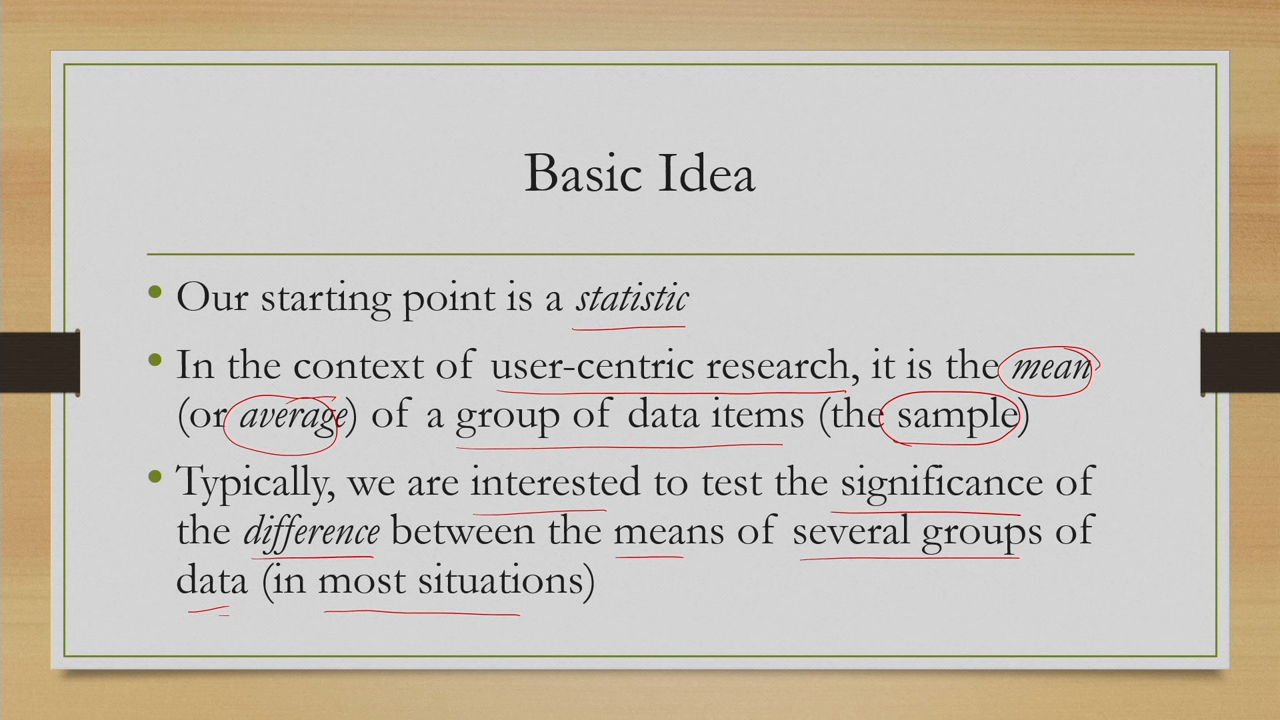 Basic Idea
• Our starting point is a statistic
• In the context of user-centric research, it is the mean
(or average) of a group of data items (the sample)
• Typically, we are interested to test the significance of
the difference between the means of several groups of
data (in most situations)